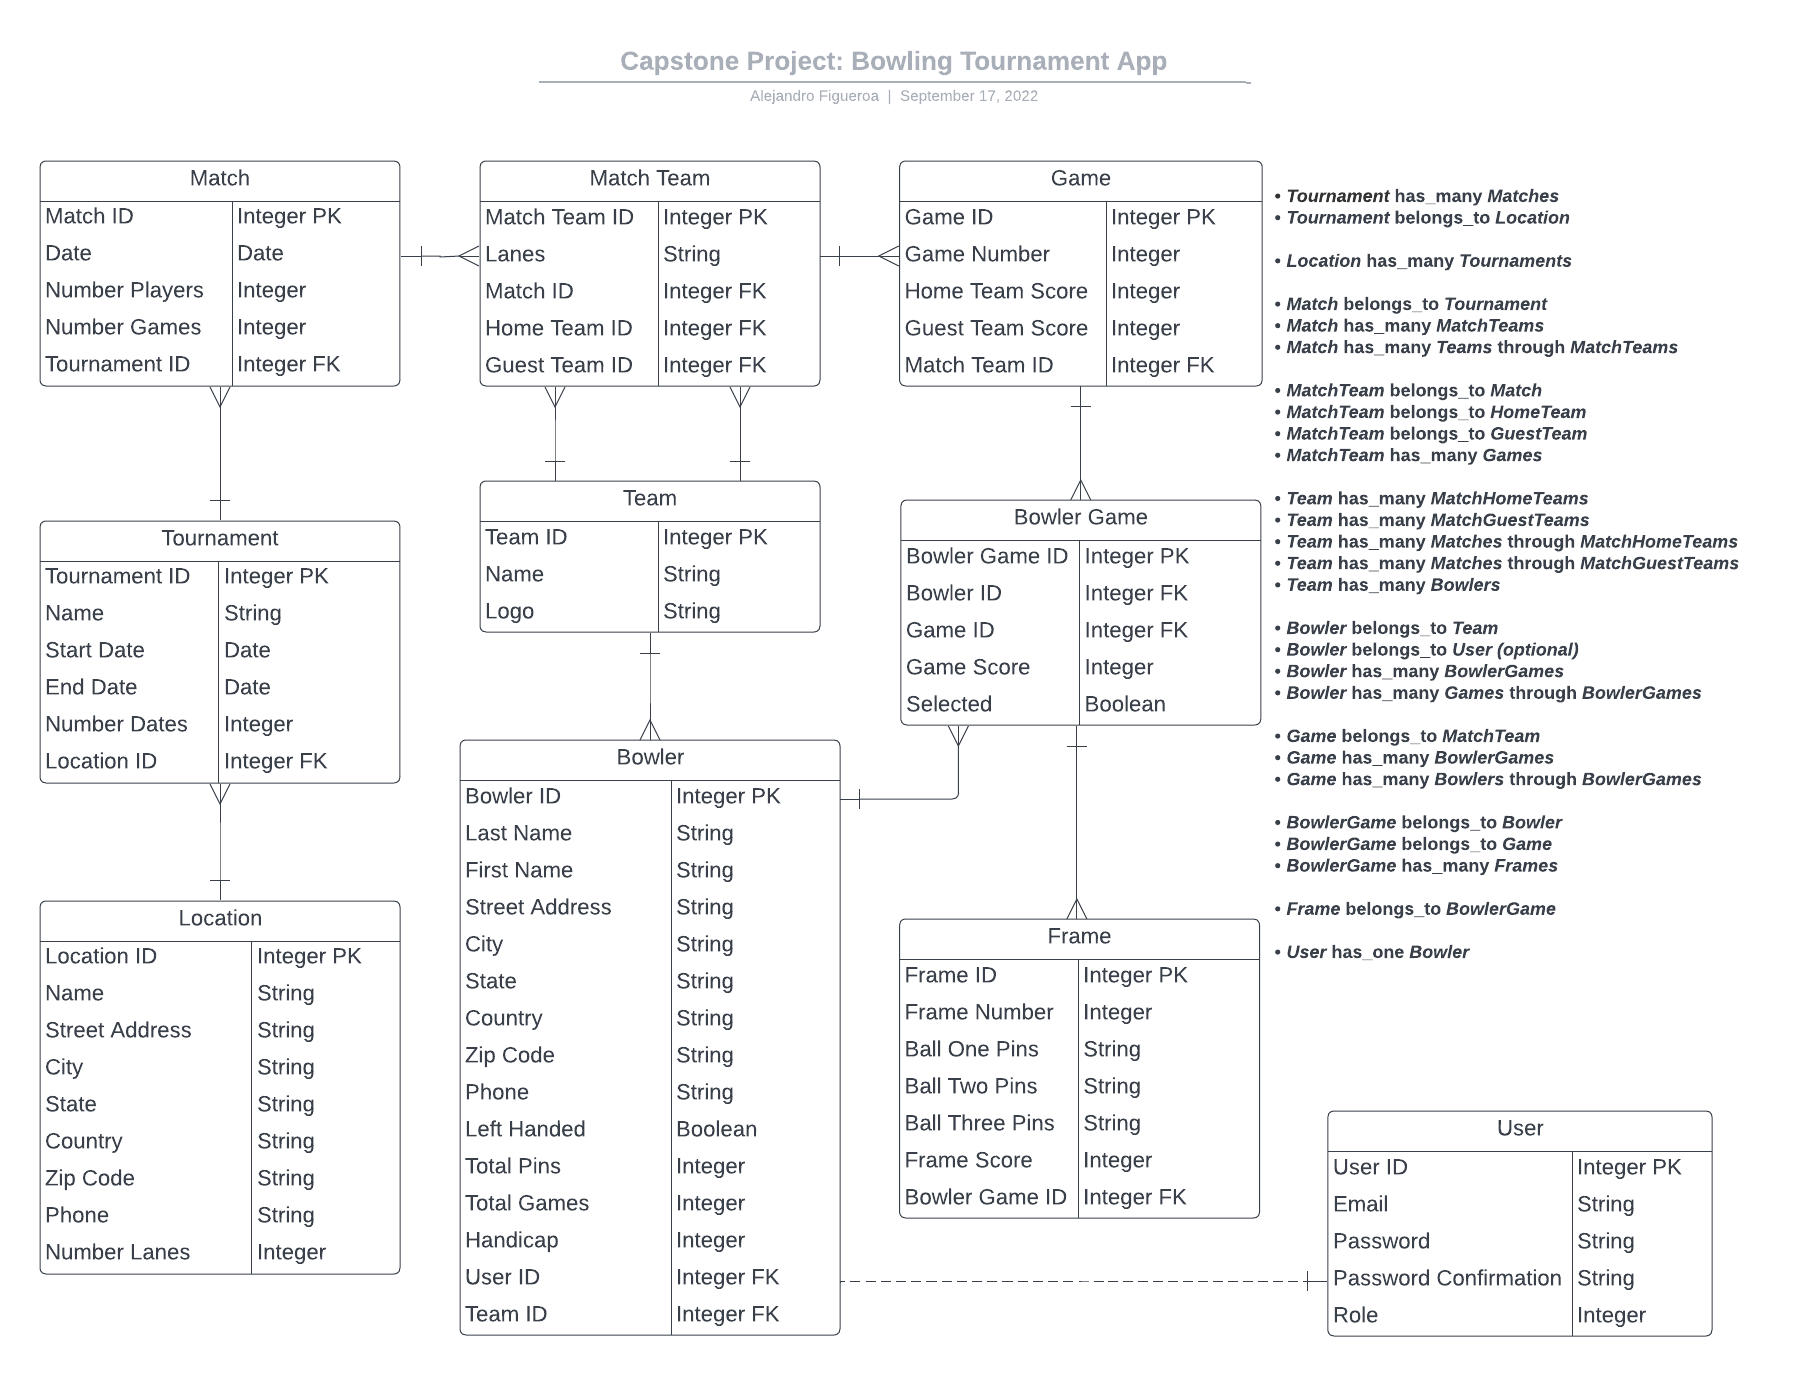 Capstone Project: Bowling Tournament App
Alejandro Figueroa | September 17, 2022
Match
Match ID Integer PK
Date Date
Number Players Integer
Number Games Integer
Tournament ID Integer FK
Match Team
Match Team ID Integer PK
Lanes String
Match ID Integer FK
Home Team ID Integer FK
Guest Team ID Integer FK
Game
Game ID Integer PK
Game Number Integer
Home Team Score Integer
Guest Team Score Integer
Match Team ID Integer FK
Tournament
Tournament ID Integer PK
Name String
Start Date Date
End Date Date
Number Dates Integer
Location ID Integer FK
Team
Team ID Integer PK
Name String
Logo String
Bowler Game
Bowler Game ID Integer PK
Bowler ID Integer FK
Game ID Integer FK
Game Score Integer
Selected Boolean
Location
Location ID Integer PK
Name String
Street Address String
City String
State String
Country String
Zip Code String
Phone String
Number Lanes Integer
Bowler
Bowler ID Integer PK
Last Name String
First Name String
Street Address String
City String
State String
Country String
Zip Code String
Phone String
Left Handed Boolean
Total Pins Integer
Total Games Integer
Handicap Integer
User ID Integer FK
Team ID Integer FK
Frame
Frame ID Integer PK
Frame Number Integer
Ball One Pins String
Ball Two Pins String
Ball Three Pins String
Frame Score Integer
Bowler Game ID Integer FK
• Tournament has_many Matches
• Tournament belongs_to Location
• Location has_many Tournaments
• Match belongs_to Tournament
• Match has_many MatchTeams
• Match has_many Teams through MatchTeams
• MatchTeam belongs_to Match
• MatchTeam belongs_to HomeTeam
• MatchTeam belongs_to GuestTeam
• MatchTeam has_many Games
• Team has_many MatchHomeTeams
• Team has_many MatchGuestTeams
• Team has_many Matches through MatchHomeTeams
• Team has_many Matches through MatchGuestTeams
• Team has_many Bowlers
• Bowler belongs_to Team
• Bowler belongs_to User (optional)
• Bowler has_many BowlerGames
• Bowler has_many Games through BowlerGames
• Game belongs_to MatchTeam
• Game has_many BowlerGames
• Game has_many Bowlers through BowlerGames
• BowlerGame belongs_to Bowler
• BowlerGame belongs_to Game
• BowlerGame has_many Frames
• Frame belongs_to BowlerGame
• User has_one Bowler
User
User ID Integer PK
Email String
Password String
Password Confirmation String
Role Integer